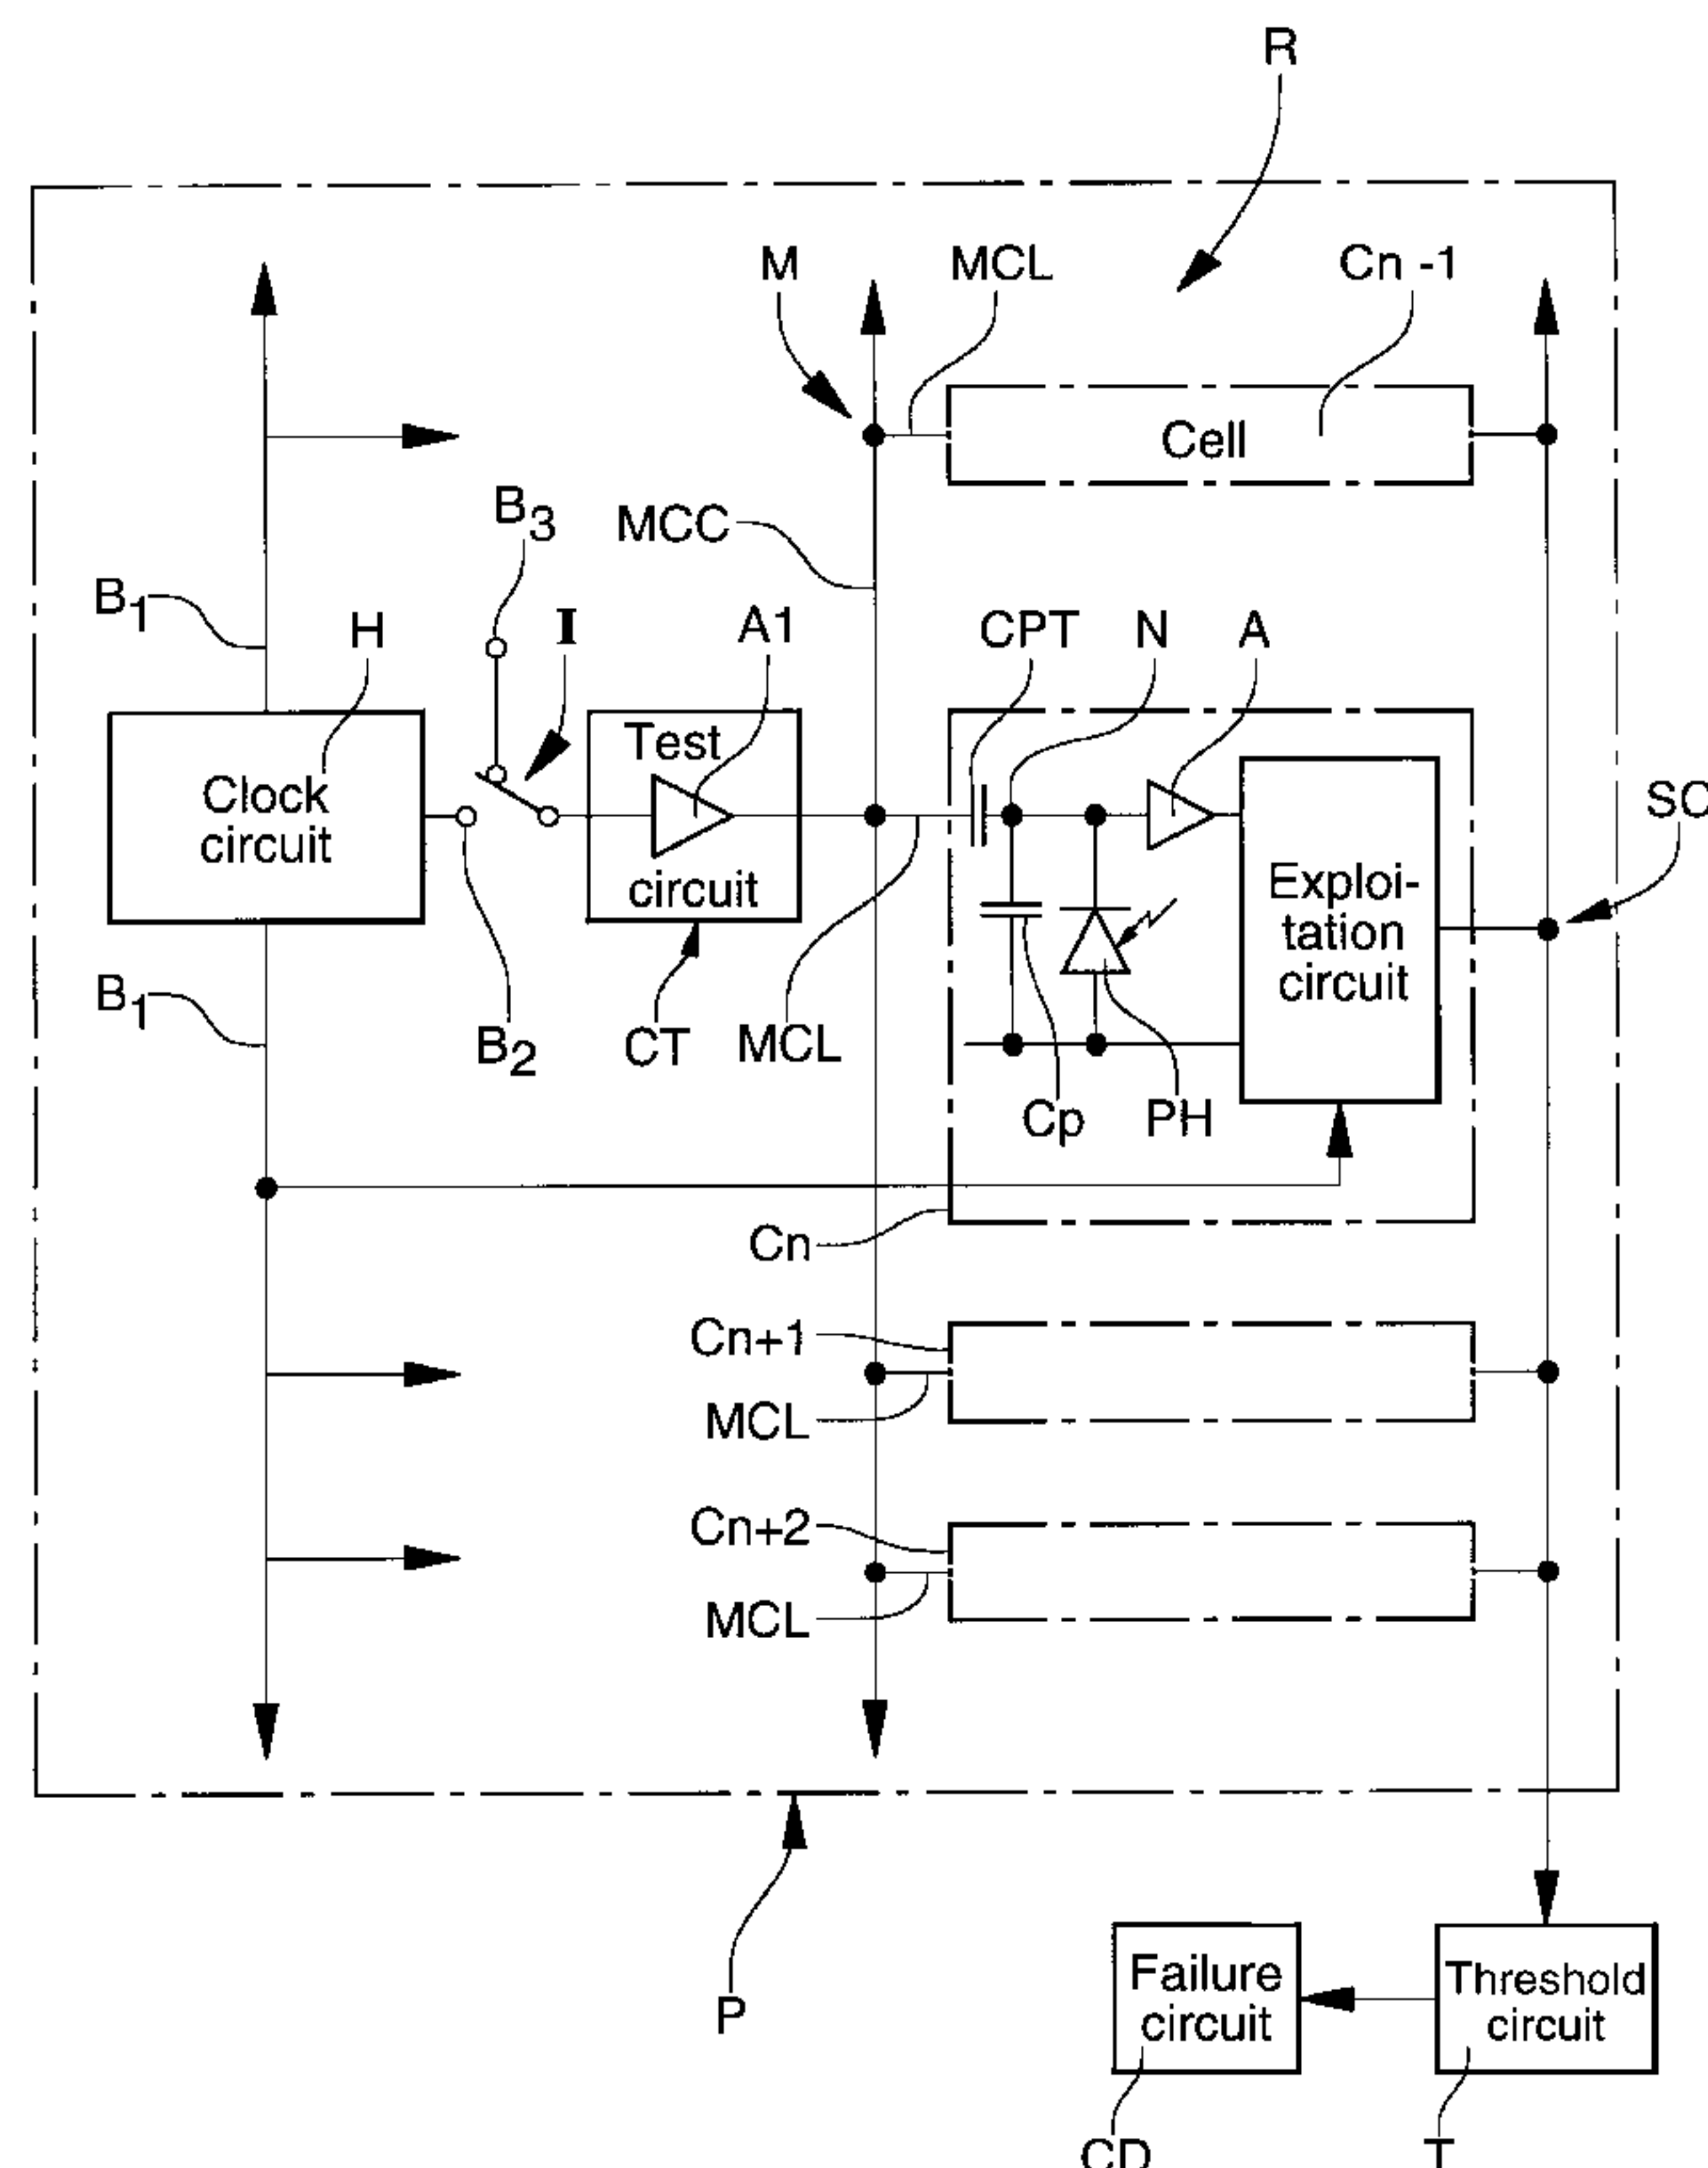 R
M
MCL
Cn -1
Cell
B3
MCC
B1
H
I
A1
CPT
N
A
Clock
circuit
Test
circuit
SC
Exploi-
tation
circuit
B1
B2
CT
MCL
Cp
PH
Cn
Cn+1
MCL
Cn+2
MCL
P
Failure
circuit
Threshold
circuit
CD
T